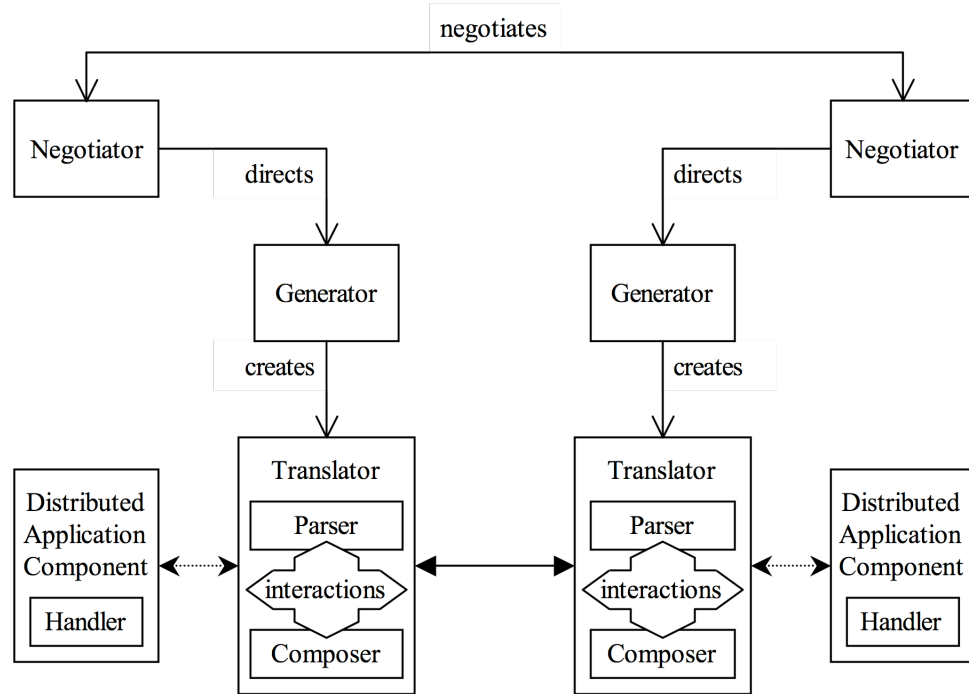 negotiates
Negotiator
Negotiator
directs
directs
Generator
Generator
creates
creates
Translator
Translator
Distributed
Application
Component
Handler
Parser
interactions
Composer
Parser
interactions
Composer
Distributed
Application
Component
Handler